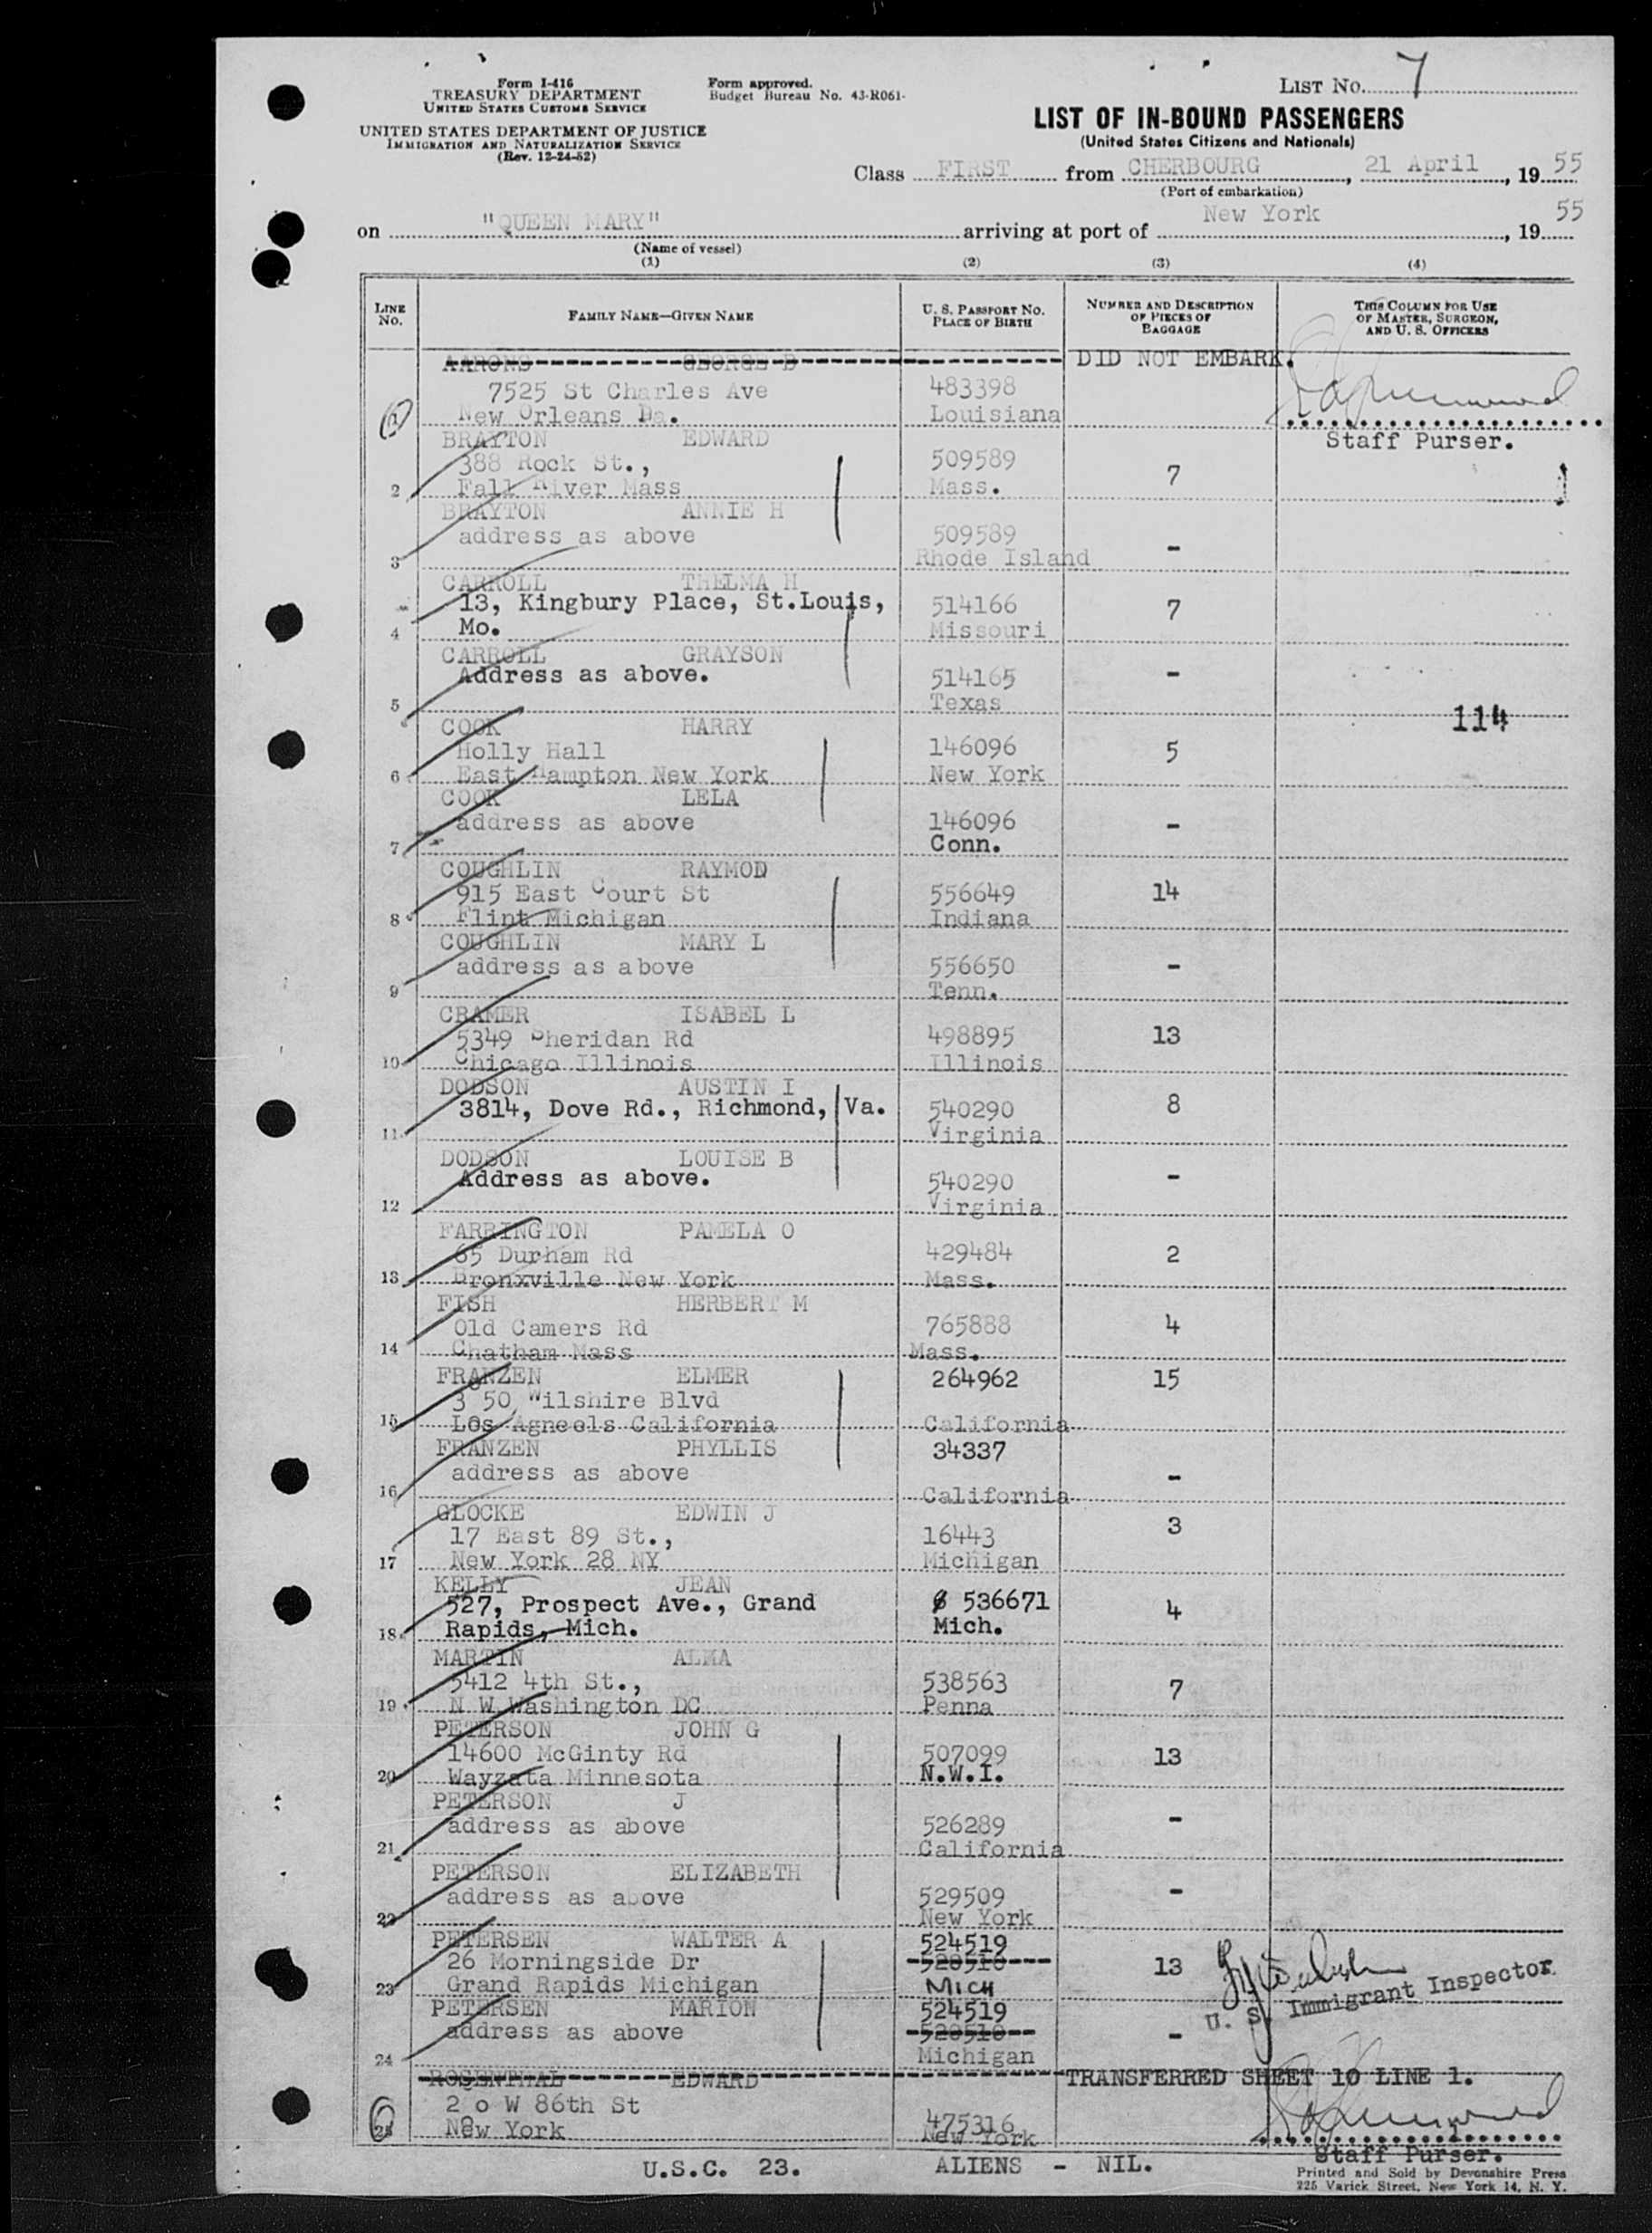 Form I-416
TREASURY DEPARTMENT
UNITED STATES CUSTOMS SERVICE
UNITED STATES DEPARTMENT OF JUSTICE
IMMIGRATION AND NATURALIZATION SERVICE
(Rev. 12-24-52)
Form approved.
Budget Bureau No. 43-R061-
LIST NO. 7
LIST OF IN-BOUND PASSENGERS
(United States Citizens and Nationals)
Class FIRST from CHERBOURG, 21 April, 19 55
(Port of embarkation)
on "QUEEN MARY" arriving at port of New York, 19 55
(Name of vessel)
(1) (2) (3) (4)
LINE NO. FAMILY NAME—GIVEN NAME U. S. PASSPORT NO. PLACE OF BIRTH NUMBER AND DESCRIPTION OF PIECES OF BAGGAGE THIS COLUMN FOR USE OF MASTER, SURGEON, AND U. S. OFFICERS
AARONS GEORGE B DID NOT EMBARK.
7525 St Charles Ave 483398
New Orleans Da. Louisiana
Staff Purser.
BRAYTON EDWARD
388 Rock St., 509589 7
2 Fall River Mass Mass.
BRAYTON ANNIE H
address as above 509589 -
3 Rhode Island
CARROLL THELMA H
13, Kingbury Place, St.Louis, 514166 7
4 Mo. Missouri
CARROLL GRAYSON
Address as above. 514165 -
5 Texas
114
COOK HARRY
Holly Hall 146096 5
6 East Hampton New York New York
COOK LELA
address as above 146096 -
7 Conn.
COUGHLIN RAYMOD
915 East Court St 556649 14
8 Flint Michigan Indiana
COUGHLIN MARY L
address as above 556650 -
9 Tenn.
CRAMER ISABEL L
5349 Sheridan Rd 498895 13
10 Chicago Illinois Illinois
DODSON AUSTIN I
3814, Dove Rd., Richmond, Va. 540290 8
11 Virginia
DODSON LOUISE B
Address as above. 540290 -
12 Virginia
FARRINGTON PAMELA O
65 Durham Rd 429484 2
13 Bronxville New York Mass.
FISH HERBERT M
Old Camers Rd 765888 4
14 Chatham Mass Mass.
FRANZEN ELMER 264962 15
3 50 Wilshire Blvd
15 Los Agneels California California
FRANZEN PHYLLIS 34337
address as above -
16 California
GLOCKE EDWIN J
17 East 89 St., 16443 3
17 New York 28 NY Michigan
KELLY JEAN
527, Prospect Ave., Grand 536671 4
18 Rapids, Mich. Mich.
MARTIN ALMA
5412 4th St., 538563 7
19 N W Washington DC Penna
PETERSON JOHN G
14600 McGinty Rd 507099 13
20 Wayzata Minnesota N.W.I.
PETERSON J
address as above 526289 -
21 California
PETERSON ELIZABETH
address as above 529509 -
22 New York
PETERSEN WALTER A 524519
26 Morningside Dr 520510 13
23 Grand Rapids Michigan MICH
U. S. Immigrant Inspector
PETERSEN MARION 524519
address as above 520510 -
24 Michigan
ROSENTHAL EDWARD TRANSFERRED SHEET 10 LINE 1.
2 o W 86th St 475316
25 New York New York
Staff Purser.
U.S.C. 23. ALIENS - NIL.
Printed and Sold by Devonshire Press
225 Varick Street, New York 14, N. Y.